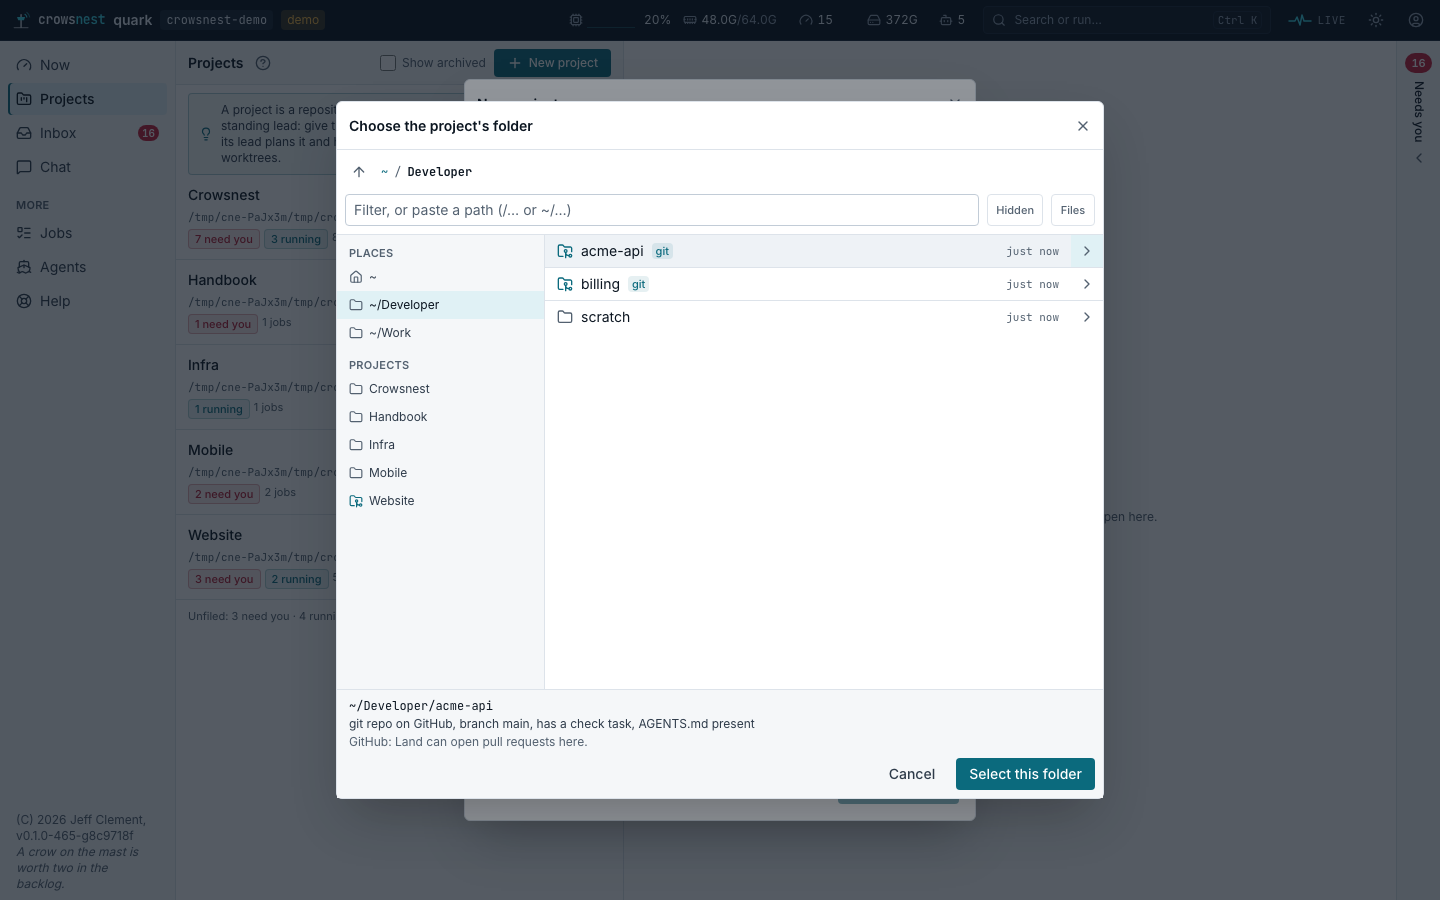 crowsnest quark crowsnest-demo demo
20% 48.0G/64.0G 15 372G 5
Search or run... Ctrl K LIVE
Now
Projects
Inbox 16
Chat
MORE
Jobs
Agents
Help
(C) 2026 Jeff Clement,
v0.1.0-465-g8c9718f
A crow on the mast is
worth two in the
backlog.
Projects Show archived New project
A project is a
standing lead: give
its lead plans it and
worktrees.
Crowsnest
/tmp/cne-PaJx3m/tmp/
7 need you 3 running
Handbook
/tmp/cne-PaJx3m/tmp/
1 need you 1 jobs
Infra
/tmp/cne-PaJx3m/tmp/
1 running 1 jobs
Mobile
/tmp/cne-PaJx3m/tmp/
2 need you 2 jobs
Website
/tmp/cne-PaJx3m/tmp/
3 need you 2 running
Unfiled: 3 need you · 4
Choose the project's folder
~ / Developer
Filter, or paste a path (/... or ~/...) Hidden Files
PLACES
~
~/Developer
~/Work
PROJECTS
Crowsnest
Handbook
Infra
Mobile
Website
acme-api git just now
billing git just now
scratch just now
~/Developer/acme-api
git repo on GitHub, branch main, has a check task, AGENTS.md present
GitHub: Land can open pull requests here.
Cancel Select this folder
open here.
16
Needs you